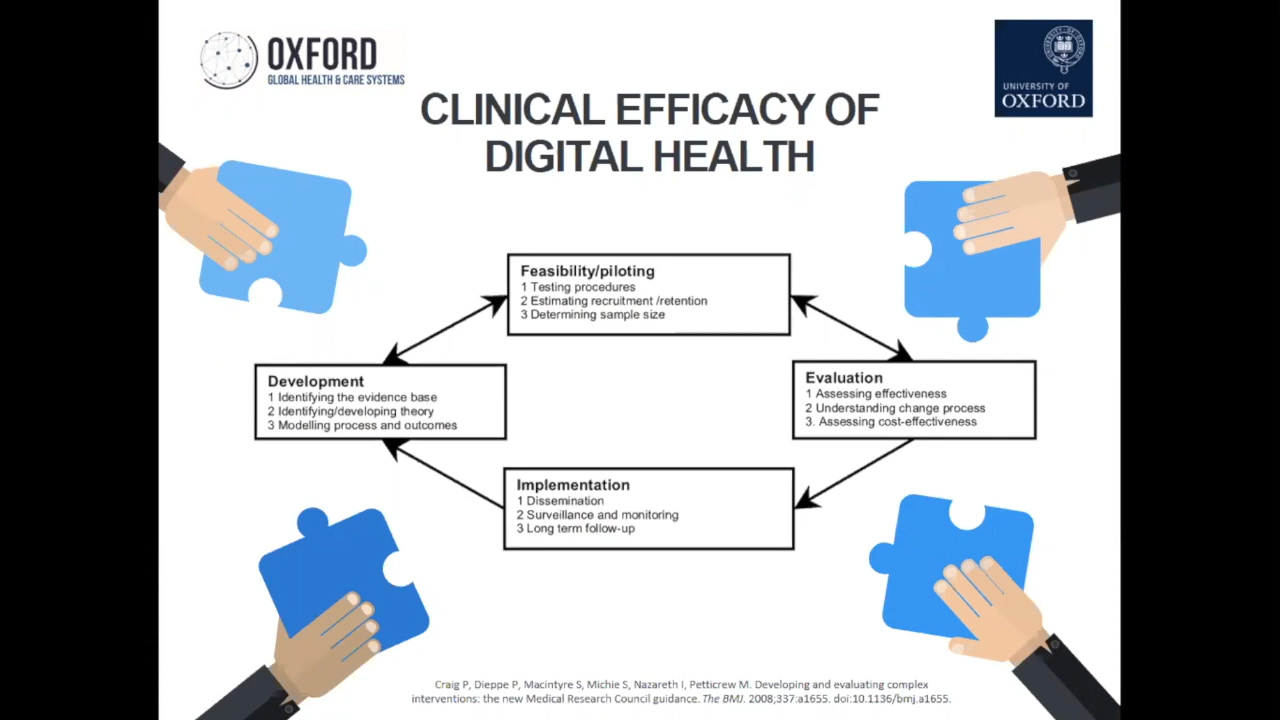 OXFORD
GLOBAL HEALTH & CARE SYSTEMS
UNIVERSITY OF
OXFORD
CLINICAL EFFICACY OF
DIGITAL HEALTH
Feasibility/piloting
1 Testing procedures
2 Estimating recruitment /retention
3 Determining sample size
Development
1 Identifying the evidence base
2 Identifying/developing theory
3 Modelling process and outcomes
Evaluation
1 Assessing effectiveness
2 Understanding change process
3. Assessing cost-effectiveness
Implementation
1 Dissemination
2 Surveillance and monitoring
3 Long term follow-up
Craig P, Dieppe P, Macintyre S, Michie S, Nazareth I, Petticrew M. Developing and evaluating complex
interventions: the new Medical Research Council guidance. The BMJ. 2008;337:a1655. doi:10.1136/bmj.a1655.